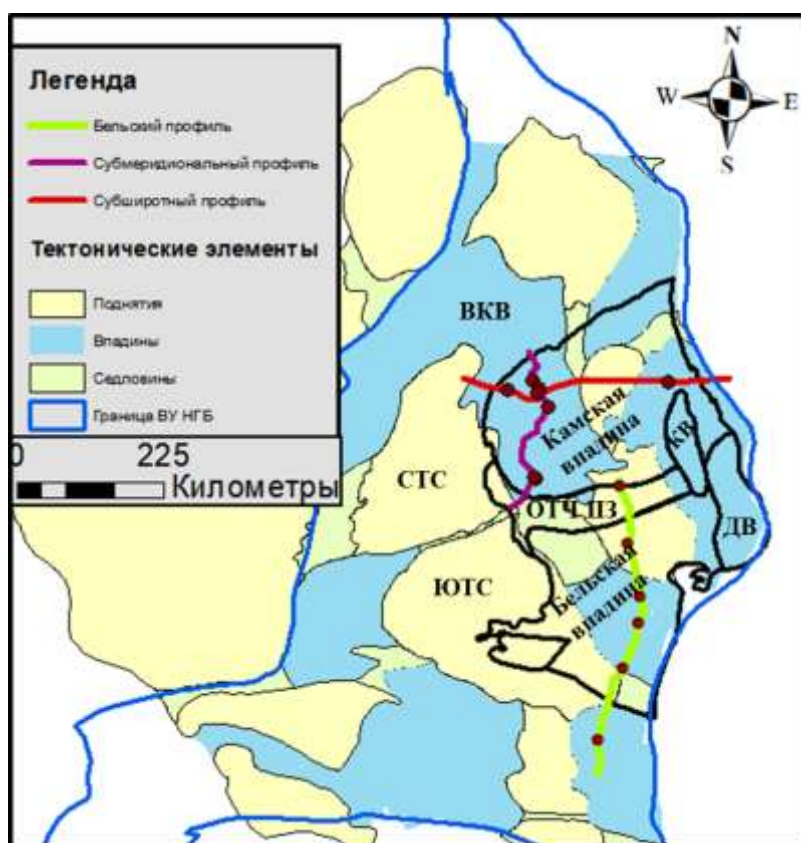 Легенда
Бельский профиль
Субмеридиональный профиль
Субширотный профиль
Тектонические элементы
Поднятия
Впадины
Седловины
Граница ВУ НГБ
0 225
Километры
N
W E
S
ВКВ
Камская
впадина
КВ
СТС
ОТЧ ПЗ
ДВ
ЮТС
Бельская
впадина